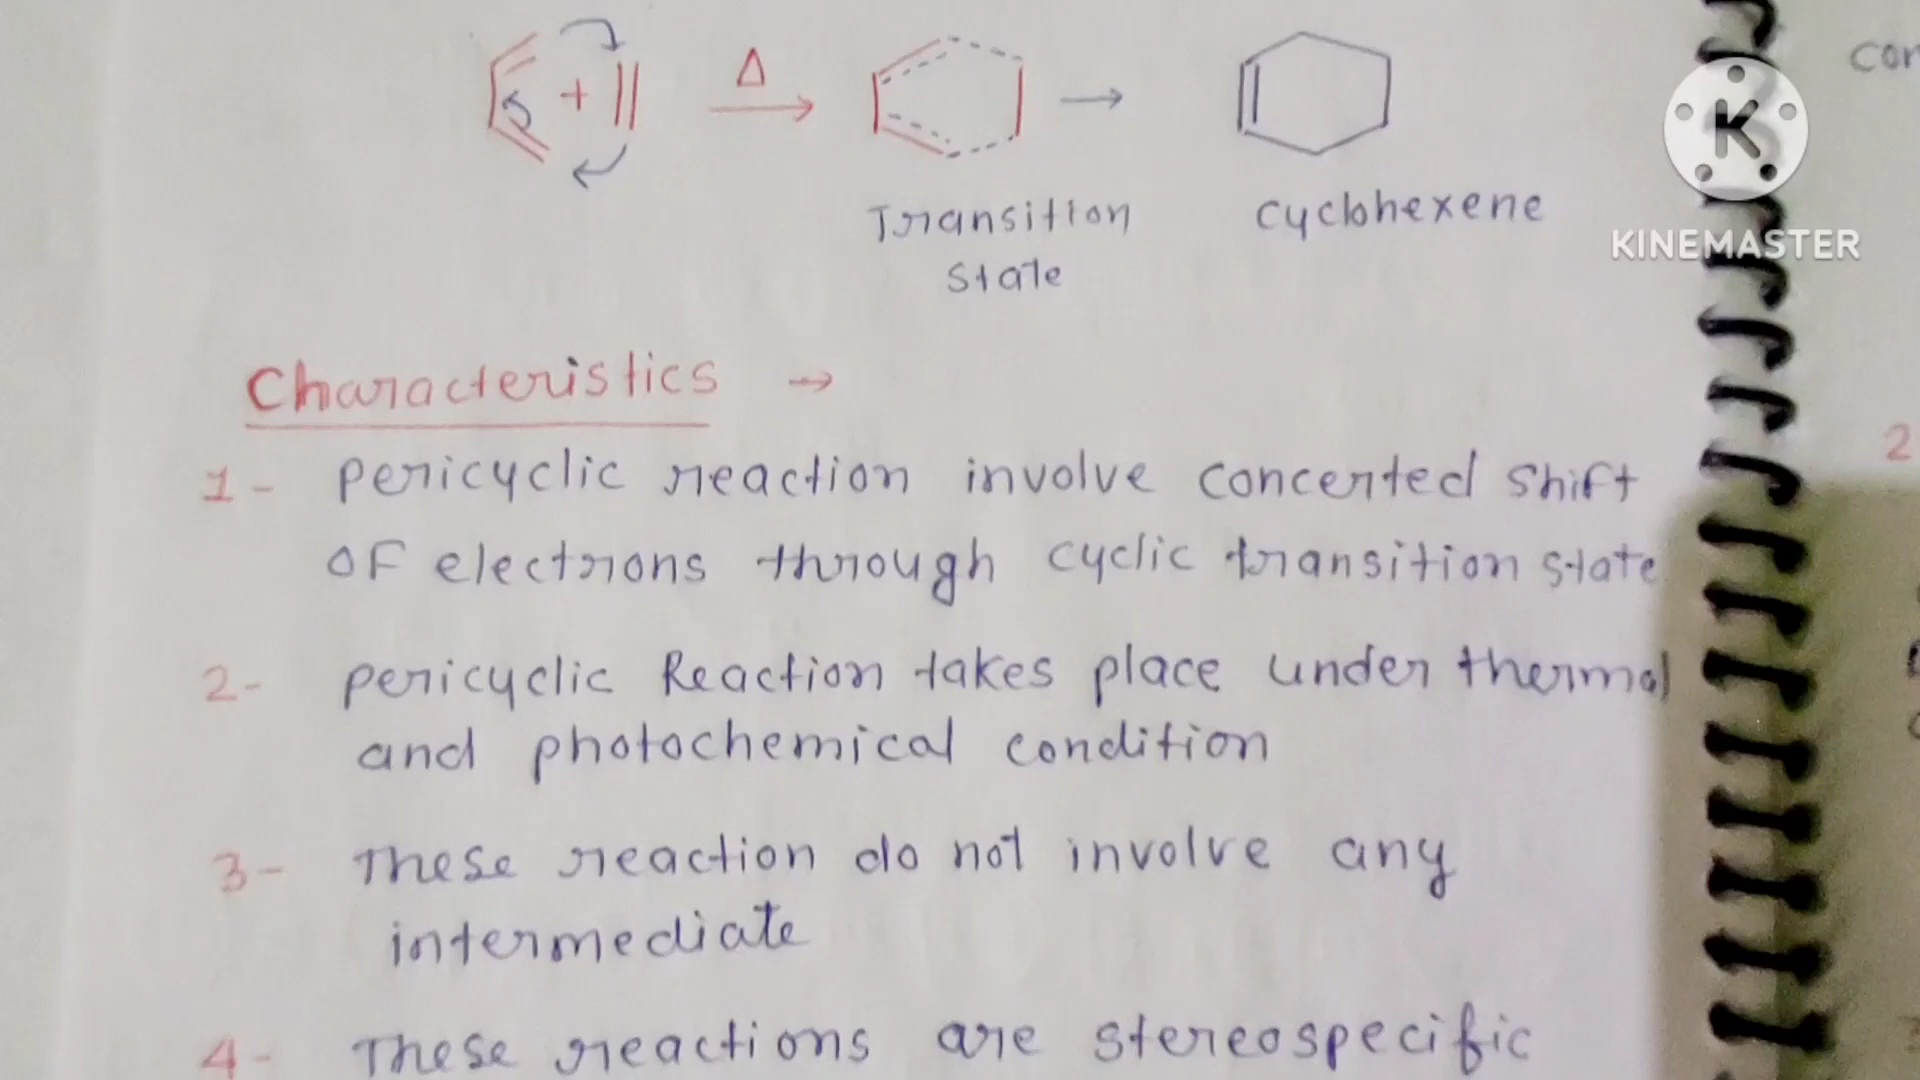 + Δ
Transition
State
Cyclohexene
K
KINEMASTER
Characteristics →
1- Pericyclic reaction involve concerted shift
OF electrons through cyclic transition state
2- Pericyclic Reaction takes place under thermal
and photochemical condition
3- These reaction do not involve any
intermediate
4- These reactions are stereospecific
2